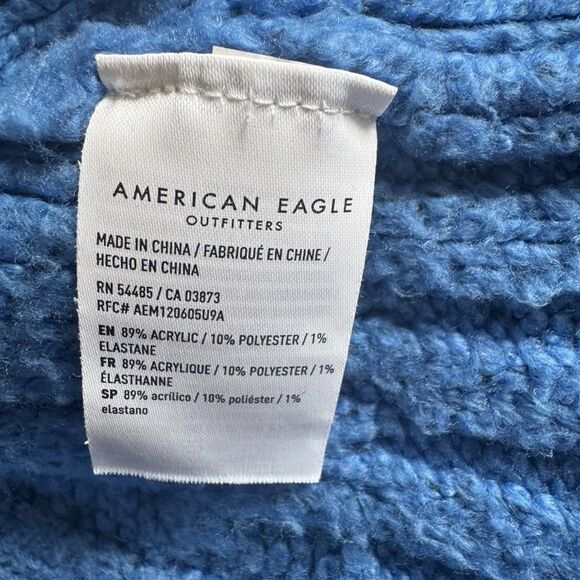 AMERICAN EAGLE
OUTFITTERS
MADE IN CHINA / FABRIQUÉ EN CHINE /
HECHO EN CHINA
RN 54485 / CA 03873
RFC# AEM120605U9A
EN 89% ACRYLIC / 10% POLYESTER / 1%
ELASTANE
FR 89% ACRYLIQUE / 10% POLYESTER / 1%
ÉLASTHANNE
SP 89% acrílico / 10% poliéster / 1%
elastano